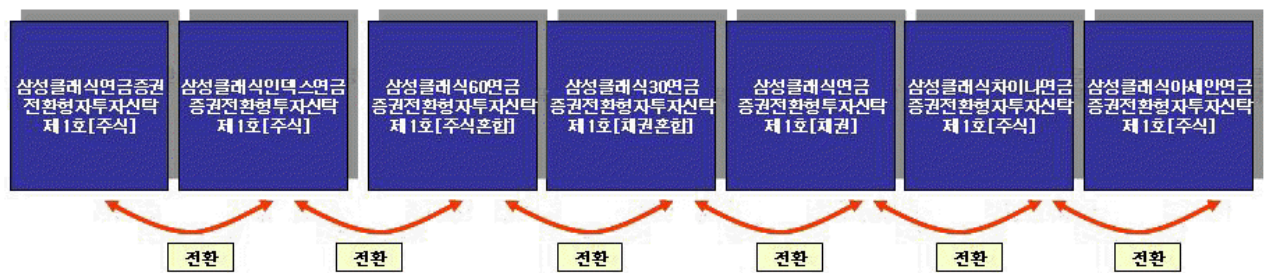 삼성클래식연금증권
전환형자투자신탁
제1호[주식]
삼성클래식인덱스연금
증권전환형투자신탁
제1호[주식]
삼성클래식60연금
증권전환형자투자신탁
제1호[주식혼합]
삼성클래식30연금
증권전환형자투자신탁
제1호[채권혼합]
삼성클래식연금
증권전환형자투자신탁
제1호[채권]
삼성클래식차이나연금
증권전환형자투자신탁
제1호[주식]
삼성클래식아세안연금
증권전환형자투자신탁
제1호[주식]
전환
전환
전환
전환
전환
전환